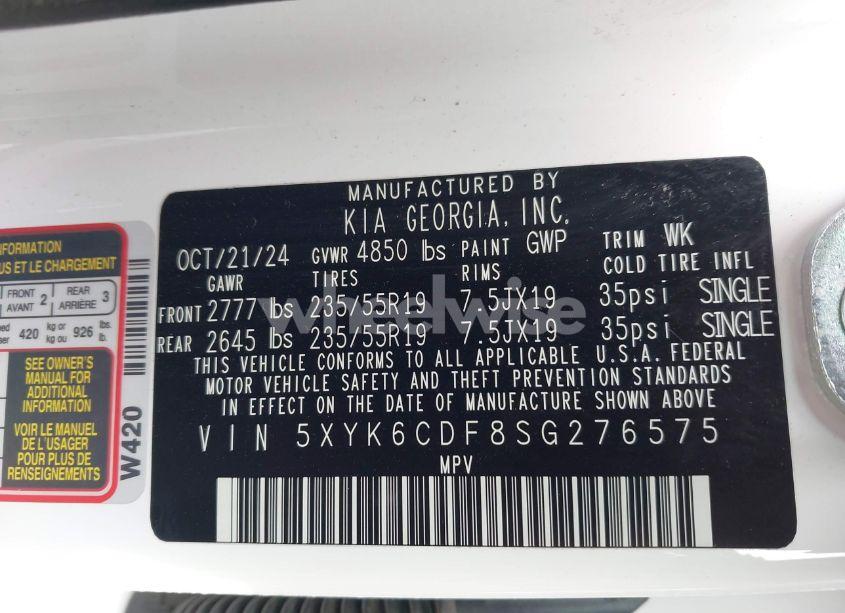 MANUFACTURED BY
KIA GEORGIA, INC.
OCT/21/24 GVWR 4850 lbs PAINT GWP TRIM WK
GAWR TIRES RIMS COLD TIRE INFL
FRONT 2777 lbs 235/55R19 7.5JX19 35psi SINGLE
REAR 2645 lbs 235/55R19 7.5JX19 35psi SINGLE
THIS VEHICLE CONFORMS TO ALL APPLICABLE U.S.A. FEDERAL
MOTOR VEHICLE SAFETY AND THEFT PREVENTION STANDARDS
IN EFFECT ON THE DATE OF MANUFACTURE SHOWN ABOVE
VIN 5XYK6CDF8SG276575
MPV
wheelwise
NFORMATION
US ET LE CHARGEMENT
FRONT 2 REAR 3
AVANT ARRIÈRE
420 kg or 926 lbs.
kg ou lb.
SEE OWNER'S
MANUAL FOR
ADDITIONAL
INFORMATION
VOIR LE MANUEL
DE L'USAGER
POUR PLUS DE
RENSEIGNEMENTS
W420